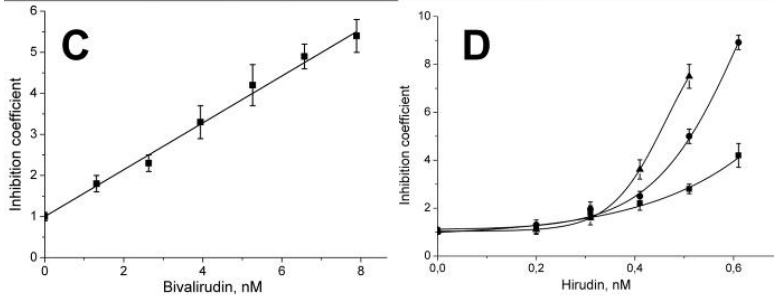 C
Inhibition coefficient
6
5
4
3
2
1
0
0 2 4 6 8
Bivalirudin, nM
D
Inhibition coefficient
10
8
6
4
2
0
0,0 0,2 0,4 0,6
Hirudin, nM